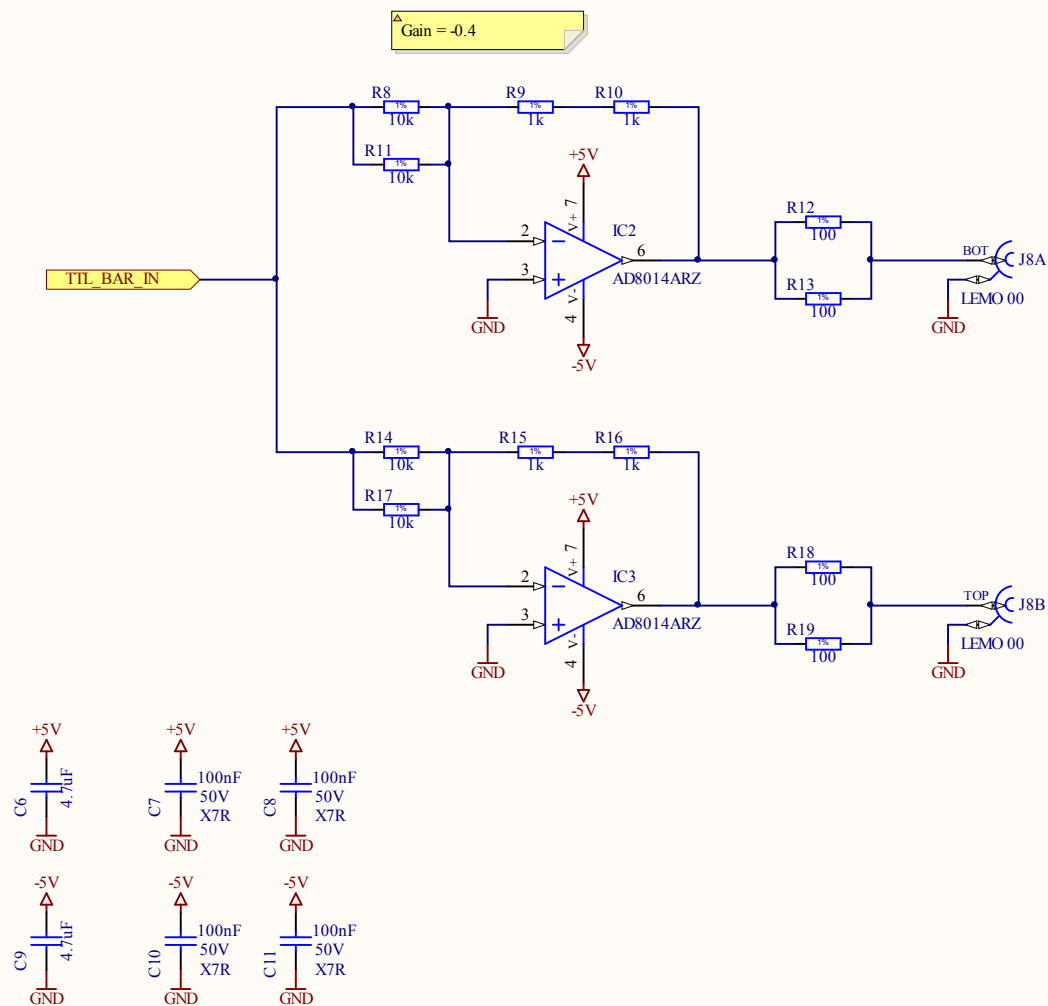 Gain = -0.4
R8
1%
10k
R9
1%
1k
R10
1%
1k
R11
1%
10k
+5V
7
V+
2
IC2
6
AD8014ARZ
3
V-
4
GND
-5V
TTL_BAR_IN
R12
1%
100
R13
1%
100
BOT
J8A
LEMO 00
GND
R14
1%
10k
R15
1%
1k
R16
1%
1k
R17
1%
10k
+5V
7
V+
2
IC3
6
AD8014ARZ
3
V-
4
GND
-5V
R18
1%
100
R19
1%
100
TOP
J8B
LEMO 00
GND
+5V
C6
4.7uF
GND
+5V
C7
100nF
50V
X7R
GND
+5V
C8
100nF
50V
X7R
GND
-5V
C9
4.7uF
GND
-5V
C10
100nF
50V
X7R
GND
-5V
C11
100nF
50V
X7R
GND